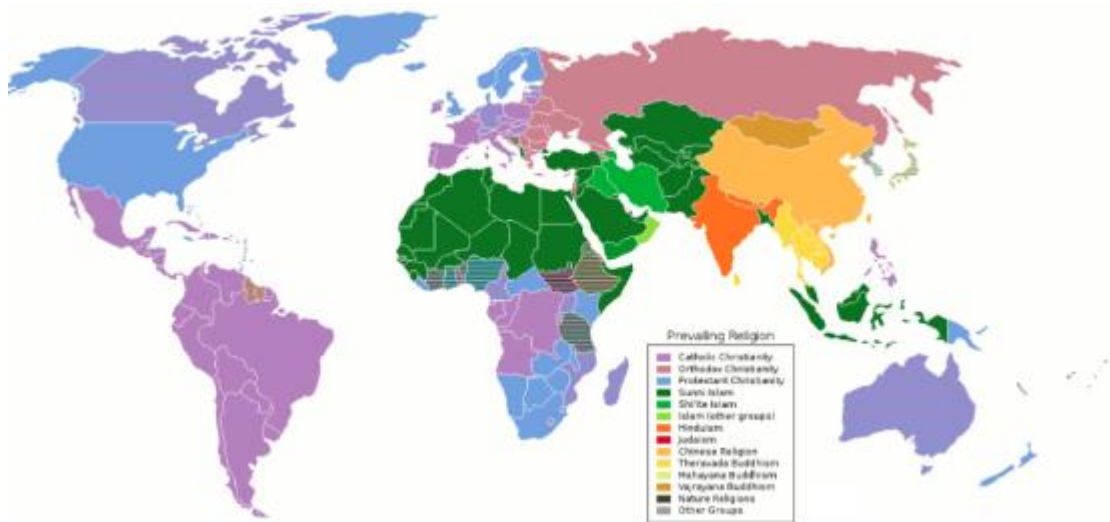 Prevailing Religion
Catholic Christianity
Orthodox Christianity
Protestant Christianity
Sunni Islam
Shi'ite Islam
Islam (other groups)
Hinduism
Judaism
Chinese Religion
Theravada Buddhism
Mahayana Buddhism
Vajrayana Buddhism
Nature Religions
Other Groups